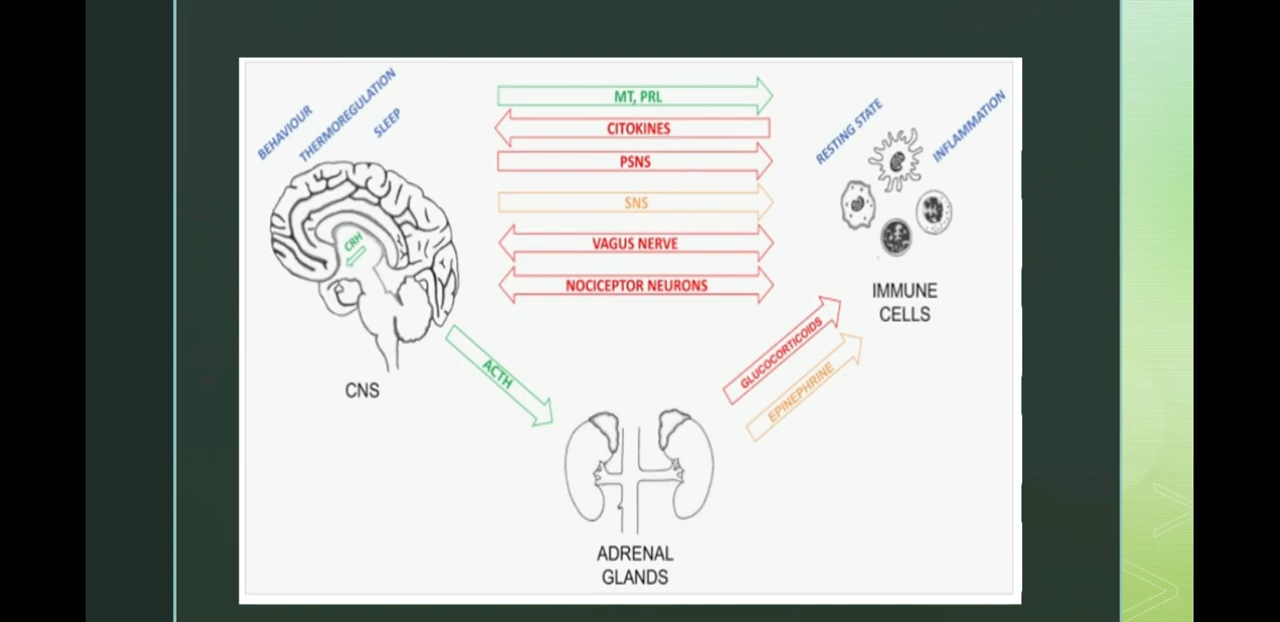 BEHAVIOUR
THERMOREGULATION
SLEEP
MT, PRL
CITOKINES
PSNS
SNS
VAGUS NERVE
NOCICEPTOR NEURONS
RESTING STATE
INFLAMMATION
CRH
CNS
ACTH
GLUCOCORTICOIDS
EPINEPHRINE
IMMUNE
CELLS
ADRENAL
GLANDS